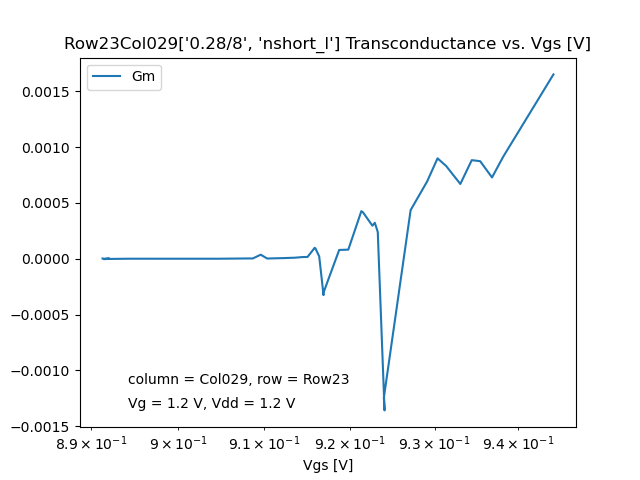 Row23Col029['0.28/8', 'nshort_l'] Transconductance vs. Vgs [V]
Gm
0.0015
0.0010
0.0005
0.0000
−0.0005
−0.0010
−0.0015
column = Col029, row = Row23
Vg = 1.2 V, Vdd = 1.2 V
8.9 × 10⁻¹ 9 × 10⁻¹ 9.1 × 10⁻¹ 9.2 × 10⁻¹ 9.3 × 10⁻¹ 9.4 × 10⁻¹
Vgs [V]